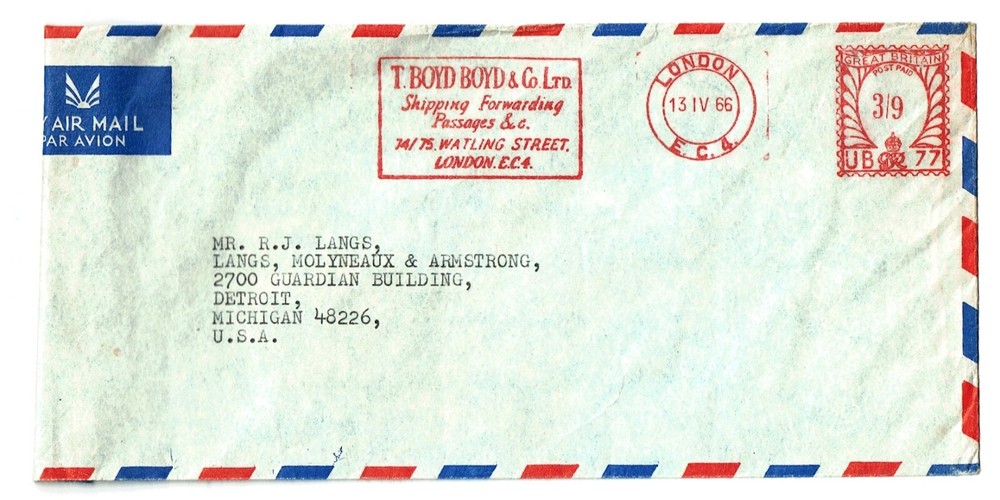 Y AIR MAIL
PAR AVION
T. BOYD BOYD & Co. LTD.
Shipping Forwarding
Passages &c.
74/75, WATLING STREET,
LONDON. E.C.4.
LONDON
13 IV 66
E.C.4.
GREAT BRITAIN
POST PAID
3/9
UB GR 77
MR. R.J. LANGS,
LANGS, MOLYNEAUX & ARMSTRONG,
2700 GUARDIAN BUILDING,
DETROIT,
MICHIGAN 48226,
U.S.A.